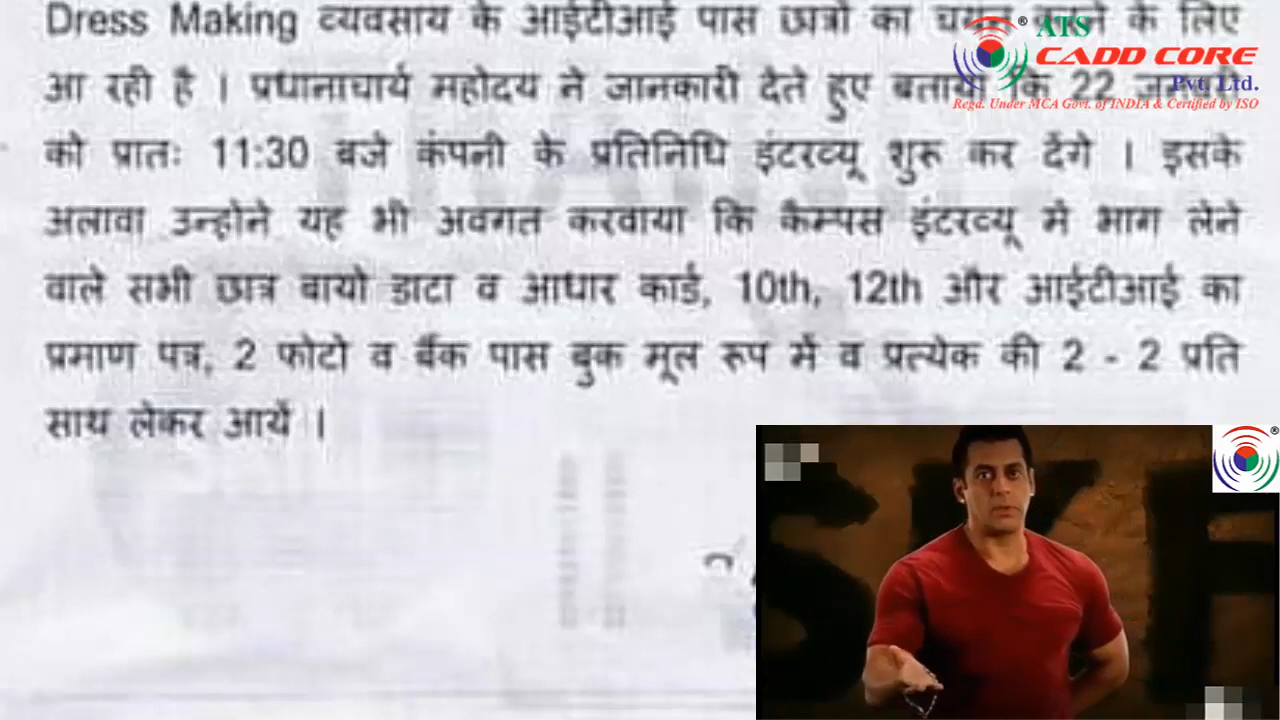 Dress Making व्यवसाय के आईटीआई पास छात्रों का चयन करने के लिए
आ रही है । प्रधानाचार्य महोदय ने जानकारी देते हुए बताया कि 22
को प्रातः 11:30 बजे कंपनी के प्रतिनिधि इंटरव्यू शुरू कर देंगे । इसके
अलावा उन्होने यह भी अवगत करवाया कि कैम्पस इंटरव्यू मे भाग लेने
वाले सभी छात्र बायो डाटा व आधार कार्ड, 10th, 12th और आईटीआई का
प्रमाण पत्र, 2 फोटो व बैंक पास बुक मूल रूप में व प्रत्येक की 2 - 2 प्रति
साथ लेकर आयें ।
ATS
CADD CORE
Pvt. Ltd.
Regd. Under MCA Govt. of INDIA & Certified by ISO